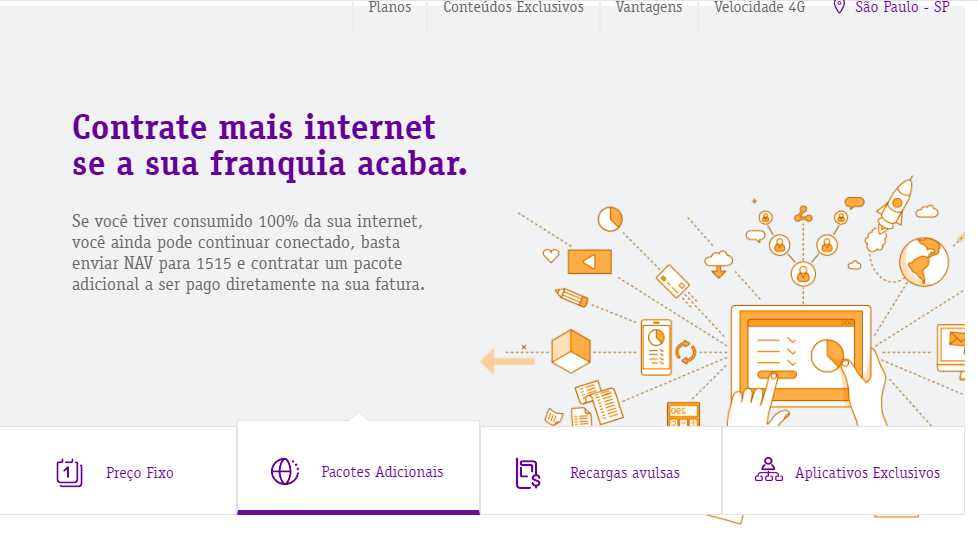 Planos
Conteúdos Exclusivos
Vantagens
Velocidade 4G
São Paulo - SP
Contrate mais internet
se a sua franquia acabar.
Se você tiver consumido 100% da sua internet,
você ainda pode continuar conectado, basta
enviar NAV para 1515 e contratar um pacote
adicional a ser pago diretamente na sua fatura.
290
1
Preço Fixo
Pacotes Adicionais
Recargas avulsas
Aplicativos Exclusivos